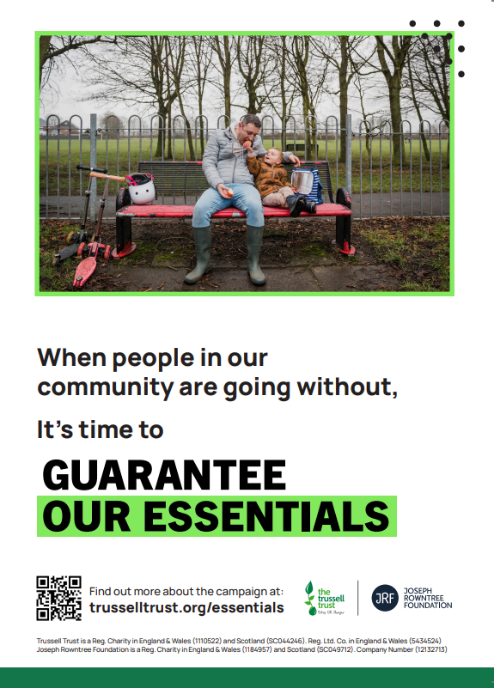 When people in our
community are going without,
It's time to
GUARANTEE
OUR ESSENTIALS
Find out more about the campaign at:
trusselltrust.org/essentials
the
trussell
trust
Stop UK Hunger
JRF
JOSEPH
ROWNTREE
FOUNDATION
Trussell Trust is a Reg. Charity in England & Wales (1110522) and Scotland (SC044246). Reg. Ltd. Co. in England & Wales (5434524)
Joseph Rowntree Foundation is a Reg. Charity in England & Wales (1184957) and Scotland (SC049712). Company Number (12132713)